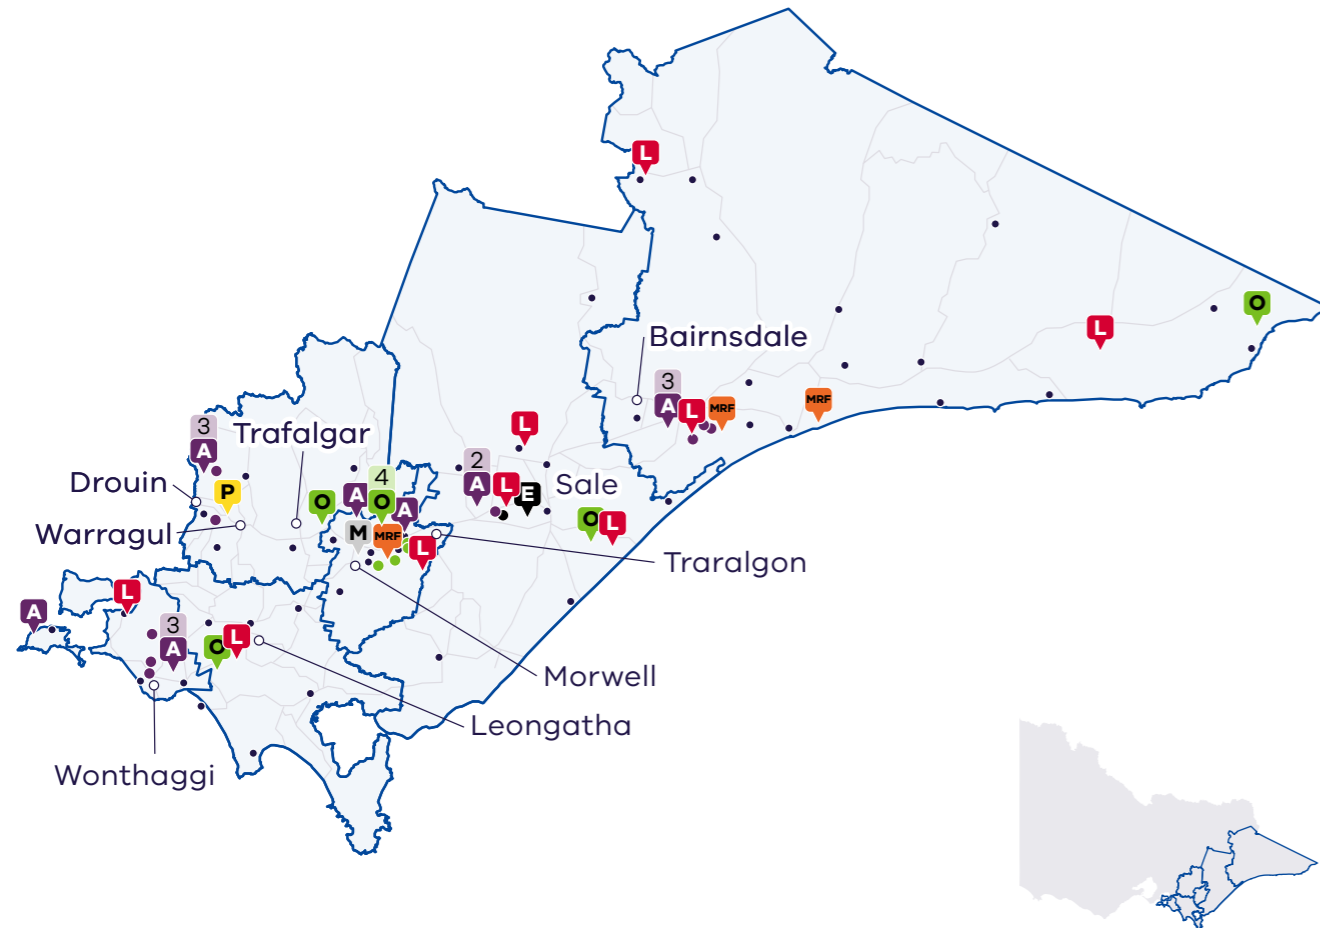 L
O
L
Bairnsdale
3
A
L
MRF
MRF
L
3
A
Trafalgar
2
A
L
E
Sale
4
Drouin
P
O
A
O
A
O
L
Warragul
M
MRF
L
Traralgon
L
A
3
A
O
L
Morwell
Leongatha
Wonthaggi